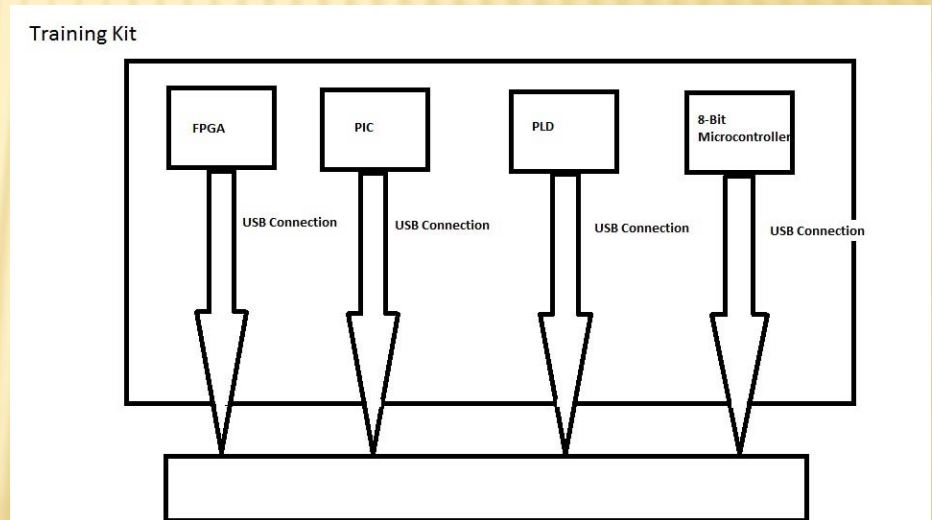 Training Kit
FPGA
PIC
PLD
8-Bit
Microcontroller
USB Connection
USB Connection
USB Connection
USB Connection